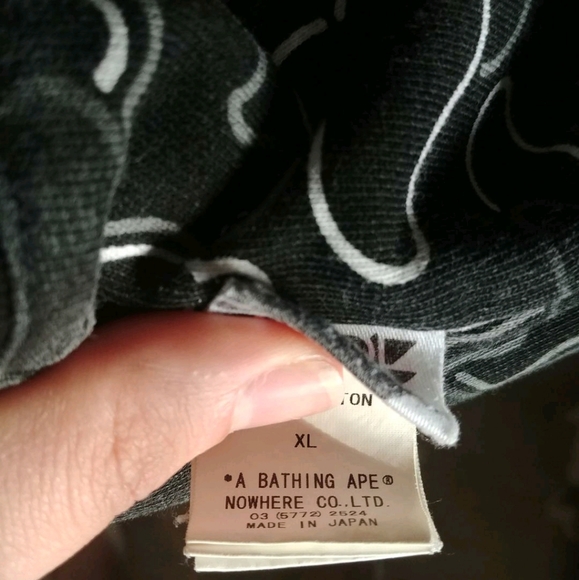 TON
XL
*A BATHING APE®
NOWHERE CO.,LTD.
03 (5772) 2524
MADE IN JAPAN